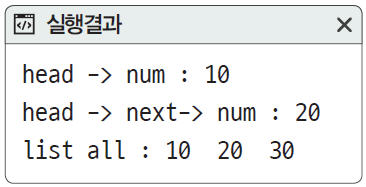 실행결과
head -> num : 10
head -> next-> num : 20
list all : 10  20  30